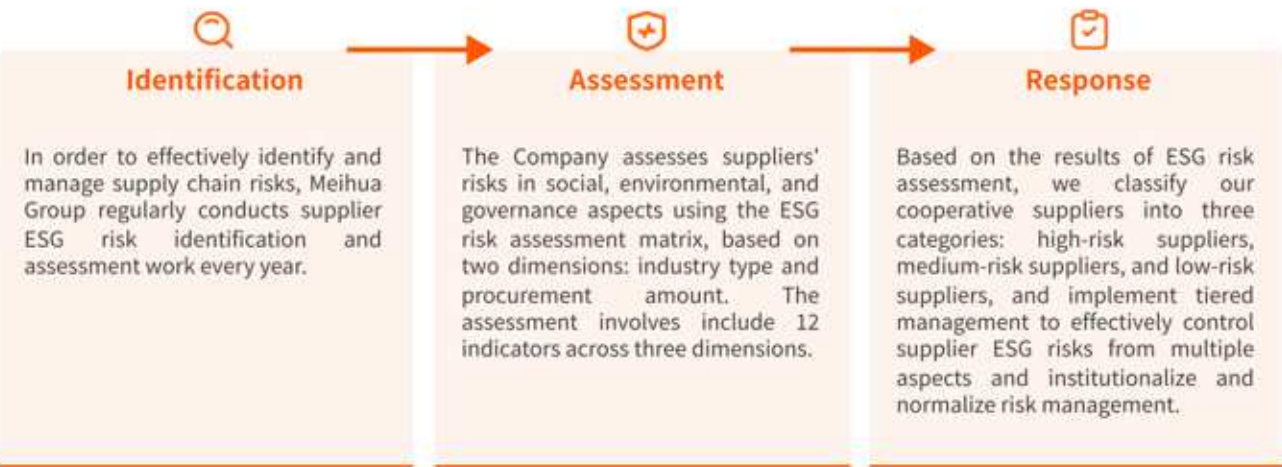 Identification
In order to effectively identify and
manage supply chain risks, Meihua
Group regularly conducts supplier
ESG risk identification and
assessment work every year.
Assessment
The Company assesses suppliers'
risks in social, environmental, and
governance aspects using the ESG
risk assessment matrix, based on
two dimensions: industry type and
procurement amount. The
assessment involves include 12
indicators across three dimensions.
Response
Based on the results of ESG risk
assessment, we classify our
cooperative suppliers into three
categories: high-risk suppliers,
medium-risk suppliers, and low-risk
suppliers, and implement tiered
management to effectively control
supplier ESG risks from multiple
aspects and institutionalize and
normalize risk management.